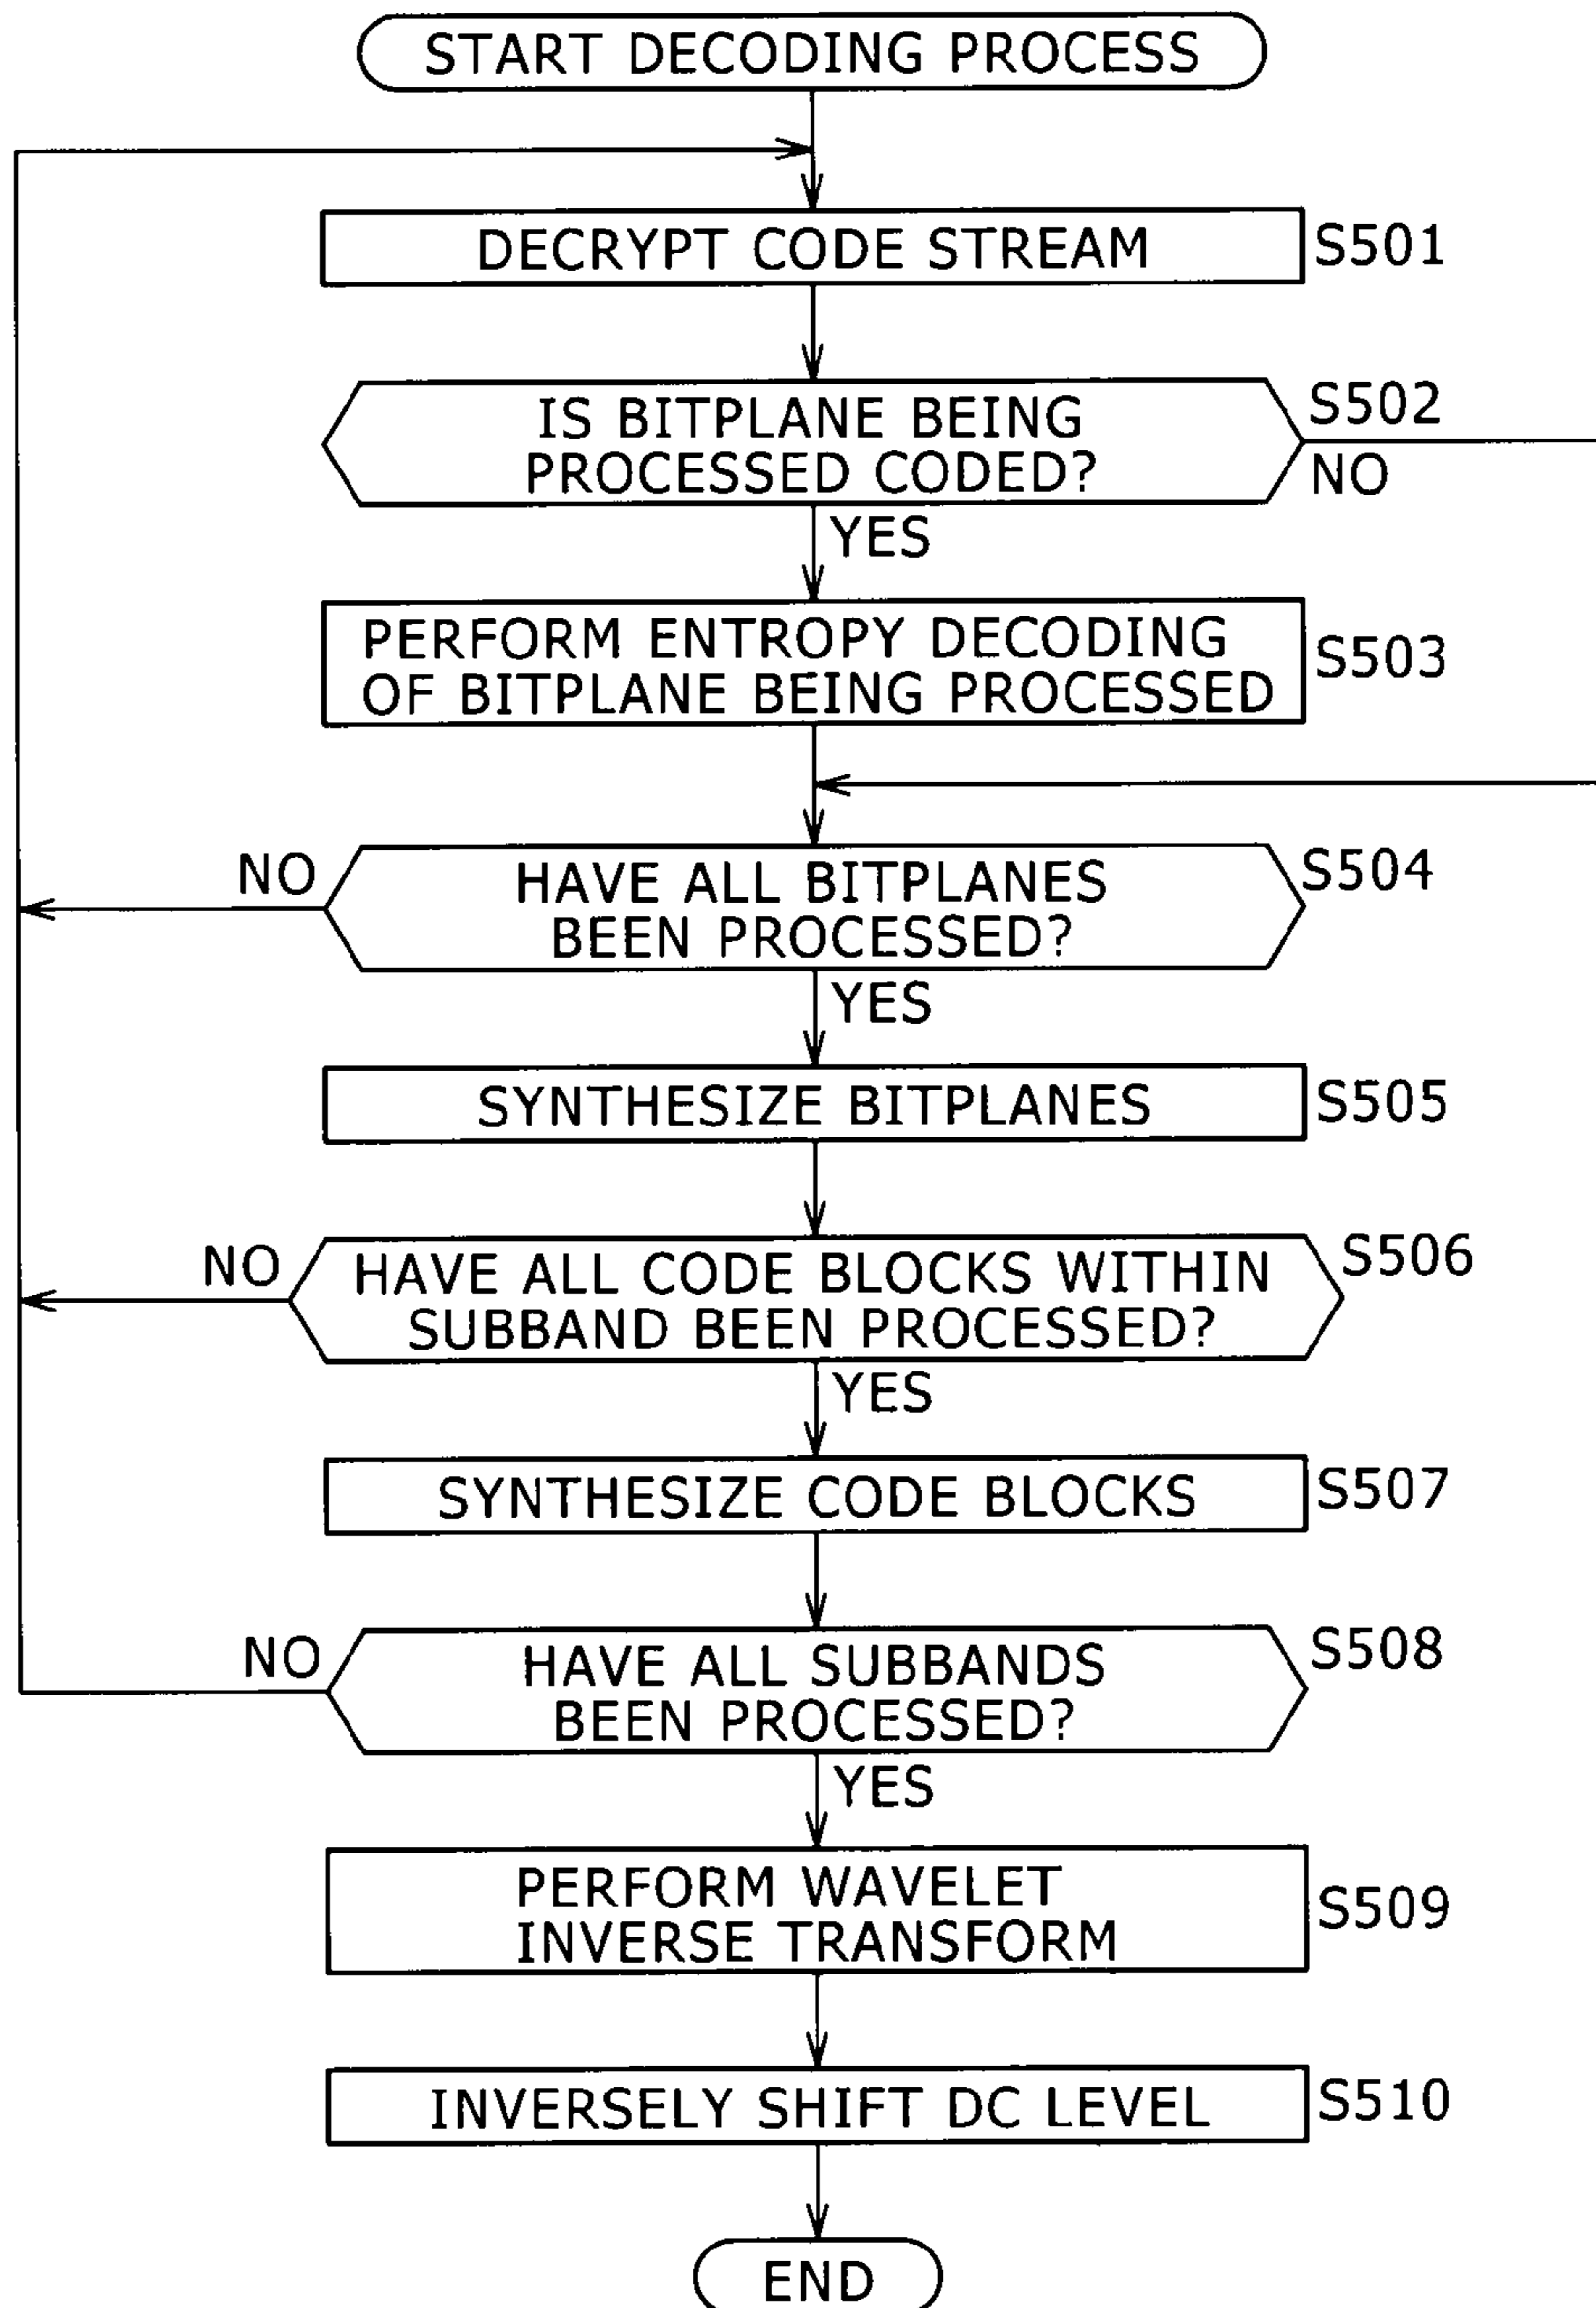 START DECODING PROCESS
DECRYPT CODE STREAM
S501
IS BITPLANE BEING
PROCESSED CODED?
S502
NO
YES
PERFORM ENTROPY DECODING
OF BITPLANE BEING PROCESSED
S503
NO
HAVE ALL BITPLANES
BEEN PROCESSED?
S504
YES
SYNTHESIZE BITPLANES
S505
NO
HAVE ALL CODE BLOCKS WITHIN
SUBBAND BEEN PROCESSED?
S506
YES
SYNTHESIZE CODE BLOCKS
S507
NO
HAVE ALL SUBBANDS
BEEN PROCESSED?
S508
YES
PERFORM WAVELET
INVERSE TRANSFORM
S509
INVERSELY SHIFT DC LEVEL
S510
END